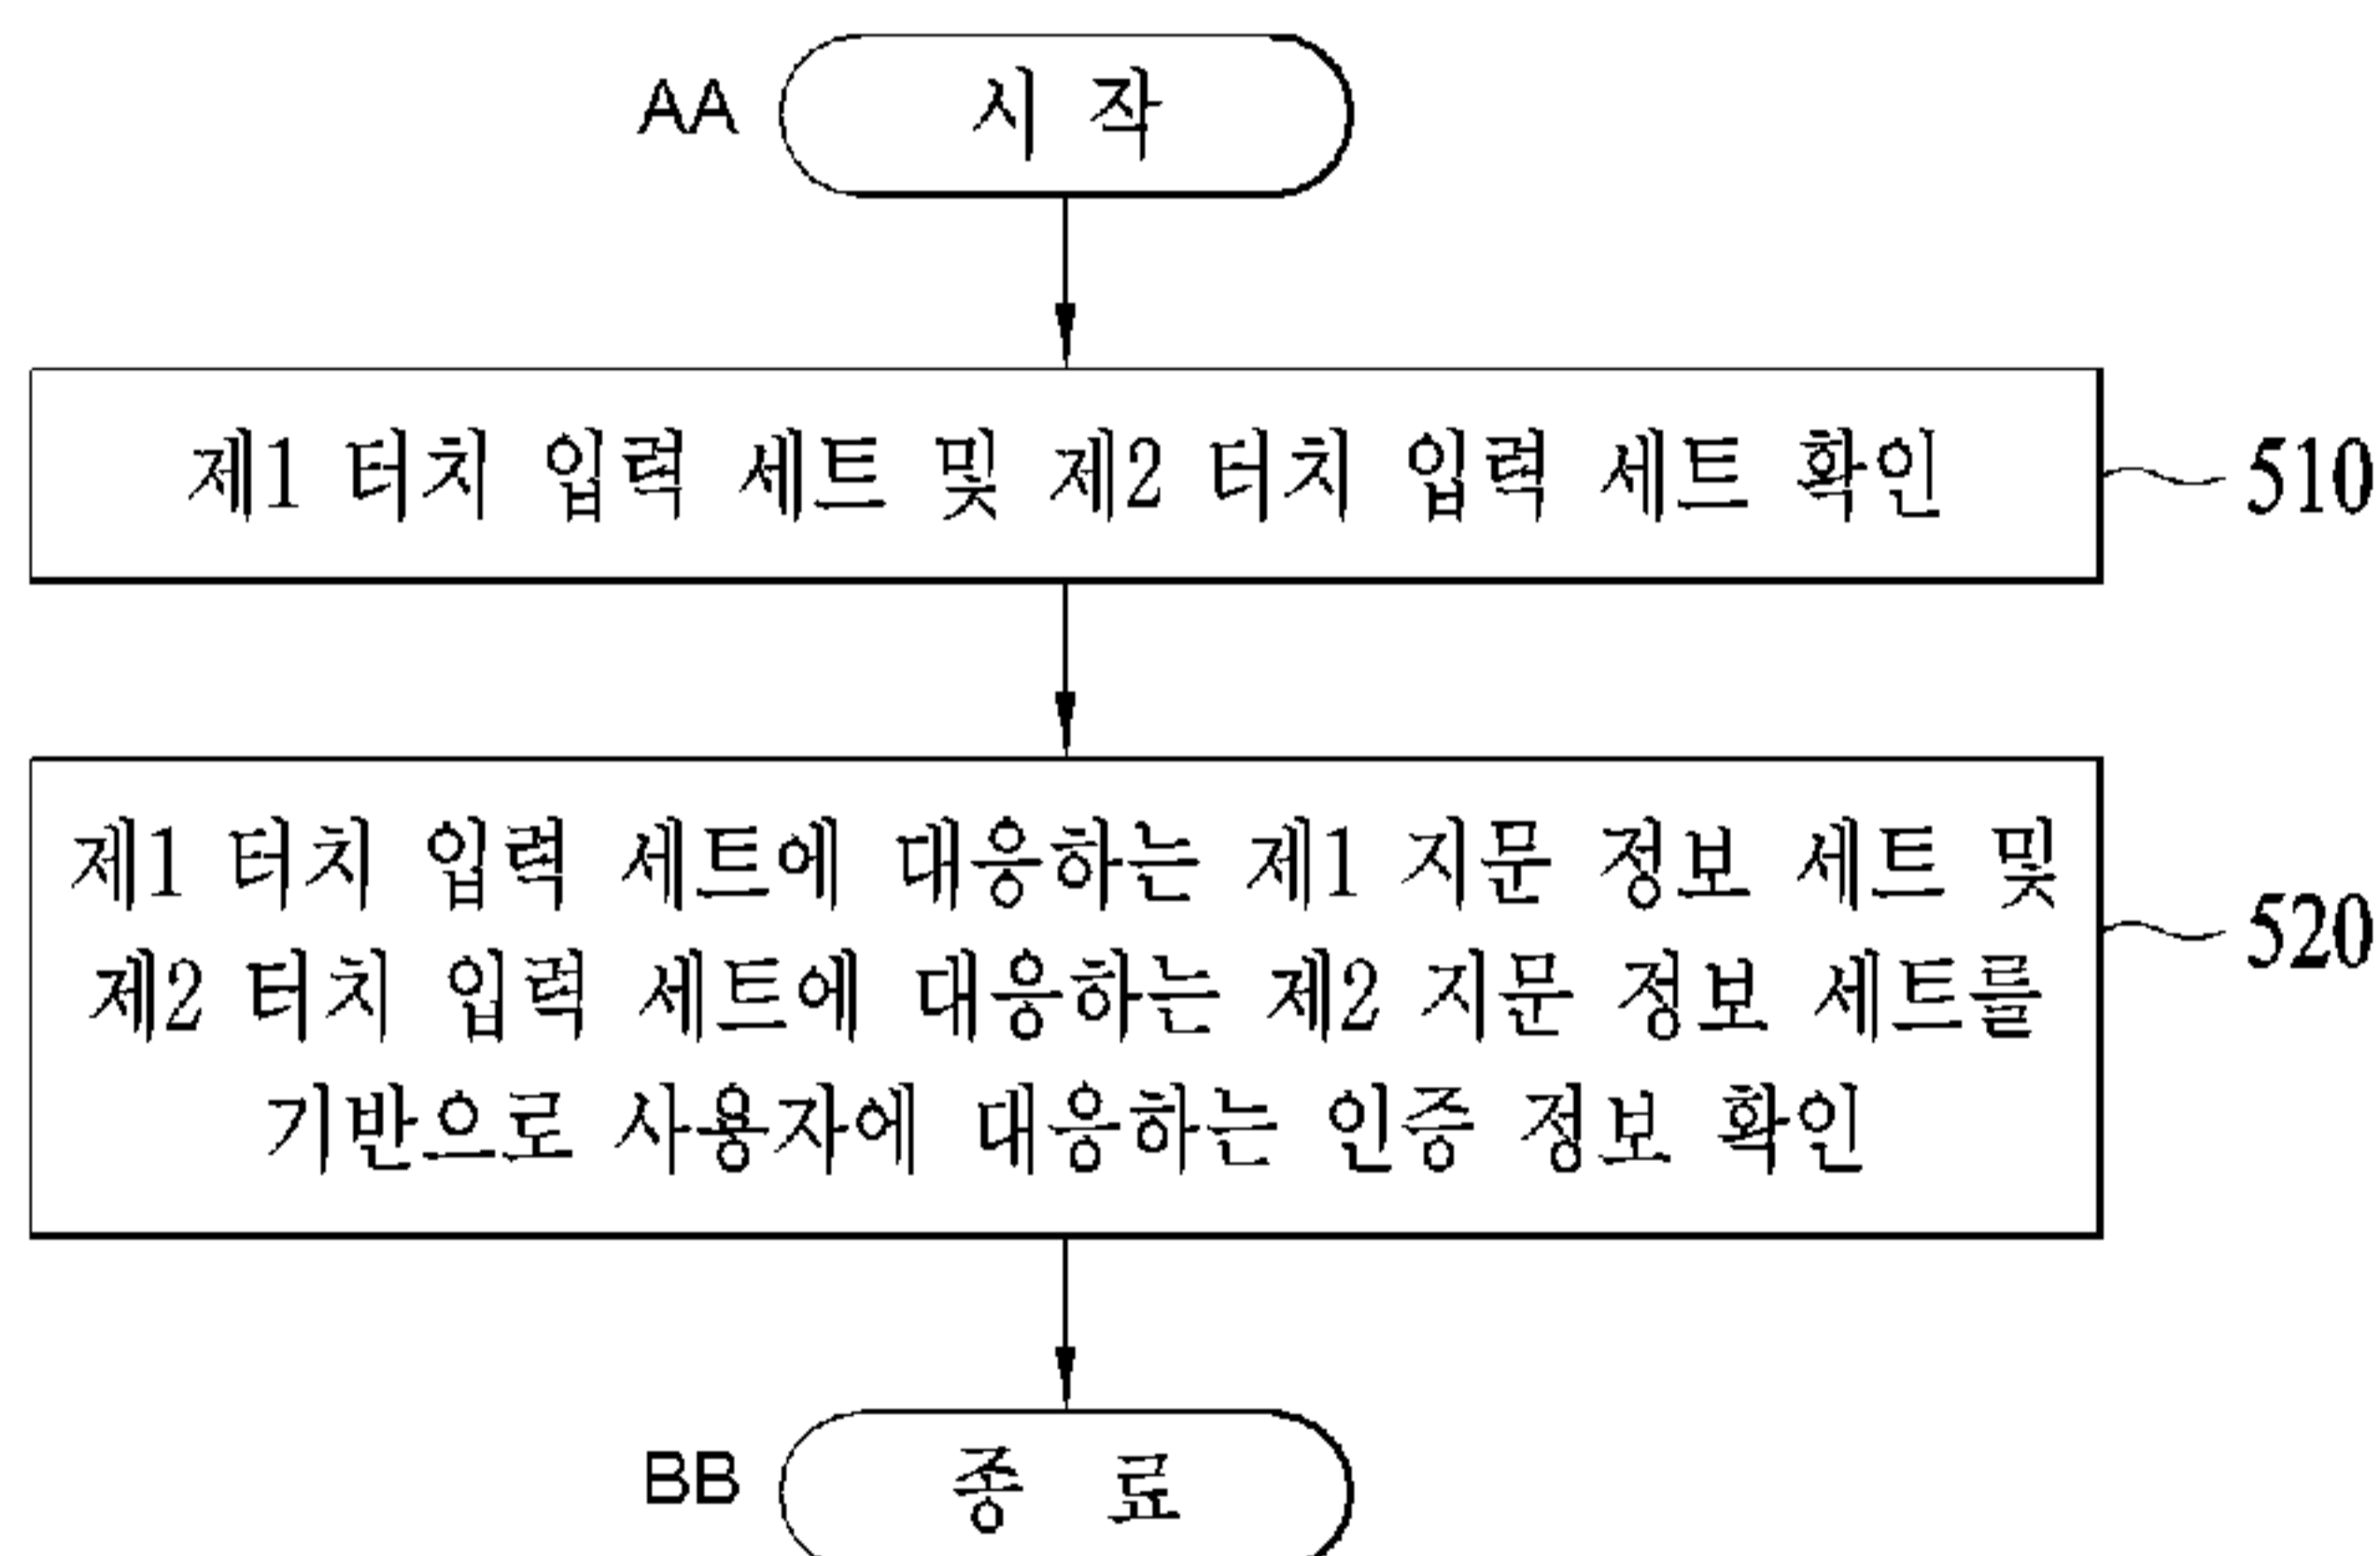 AA 시 작
제1 터치 입력 세트 및 제2 터치 입력 세트 확인 510
제1 터치 입력 세트에 대응하는 제1 지문 정보 세트 및
제2 터치 입력 세트에 대응하는 제2 지문 정보 세트를 520
기반으로 사용자에 대응하는 인증 정보 확인
BB 종 료